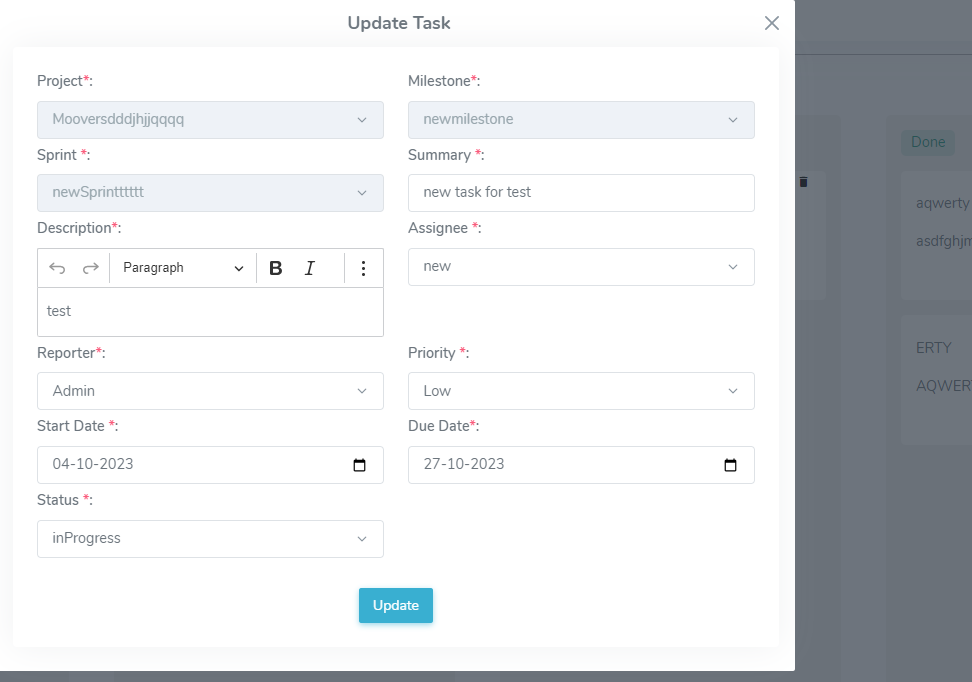 Update Task
Project*:
Milestone*:
Mooversdddjhjjqqqq
newmilestone
Sprint *:
Summary *:
newSprintttttt
new task for test
Description*:
Assignee *:
Paragraph
B I
new
test
Reporter*:
Priority *:
Admin
Low
Start Date *:
Due Date*:
04-10-2023
27-10-2023
Status *:
inProgress
Update
Done
aqwerty
asdfghjm
ERTY
AQWER